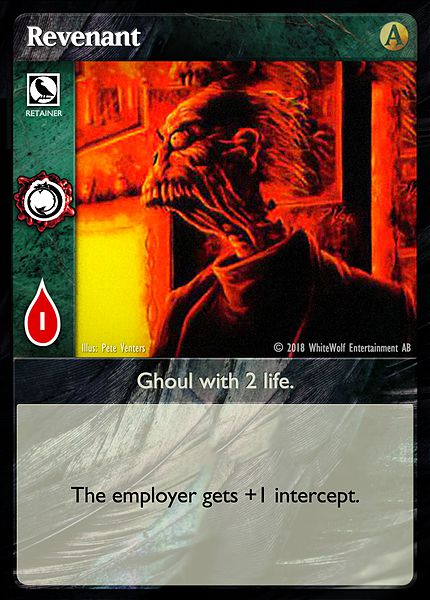 Revenant
A
RETAINER
1
Illus: Pete Venters
© 2018 WhiteWolf Entertainment AB
Ghoul with 2 life.
The employer gets +1 intercept.